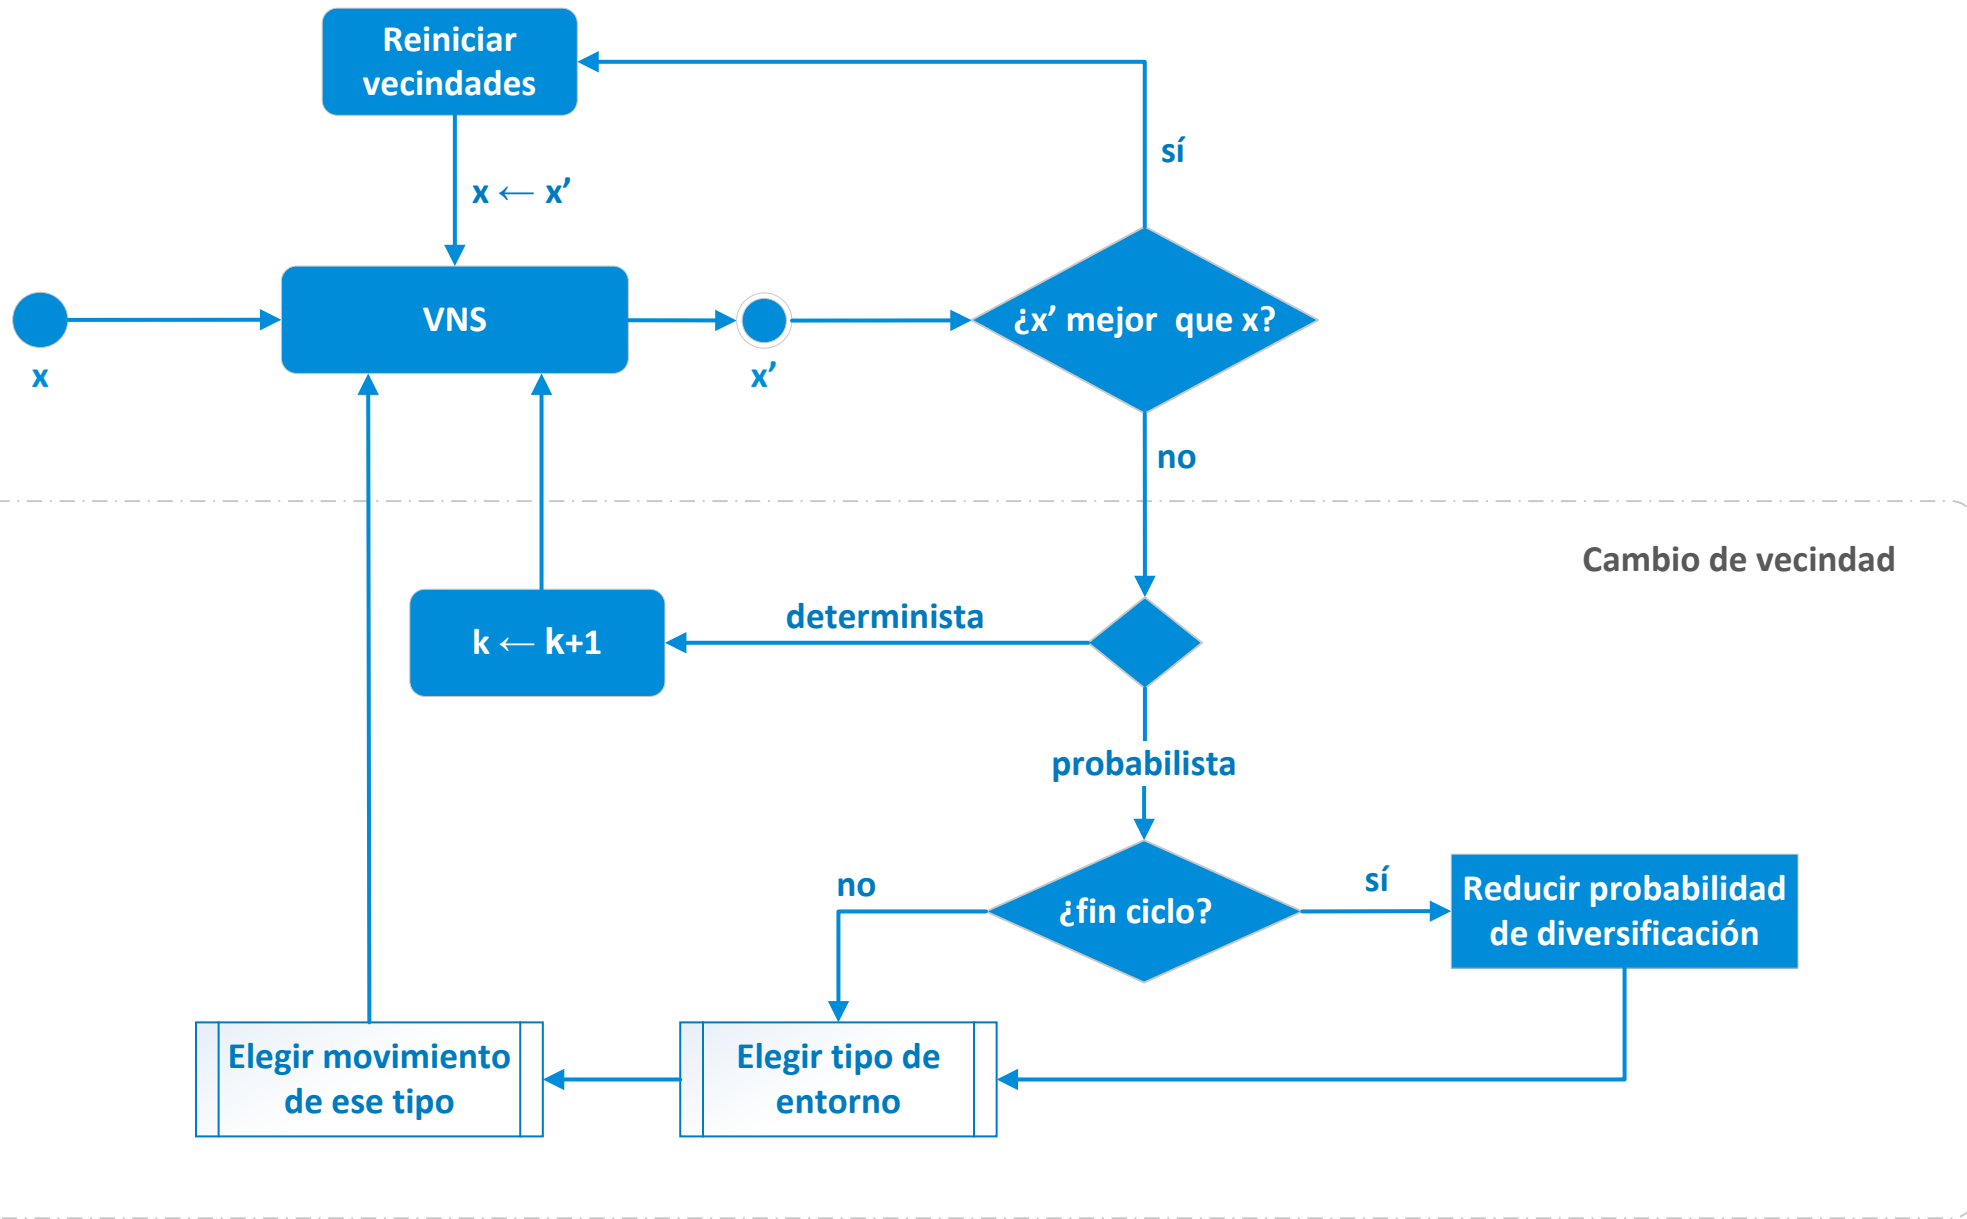 Reiniciar
vecindades
sí
x ← x’
VNS
¿x’ mejor que x?
x
x’
no
Cambio de vecindad
determinista
k ← k+1
probabilista
no
sí
¿fin ciclo?
Reducir probabilidad
de diversificación
Elegir movimiento
de ese tipo
Elegir tipo de
entorno